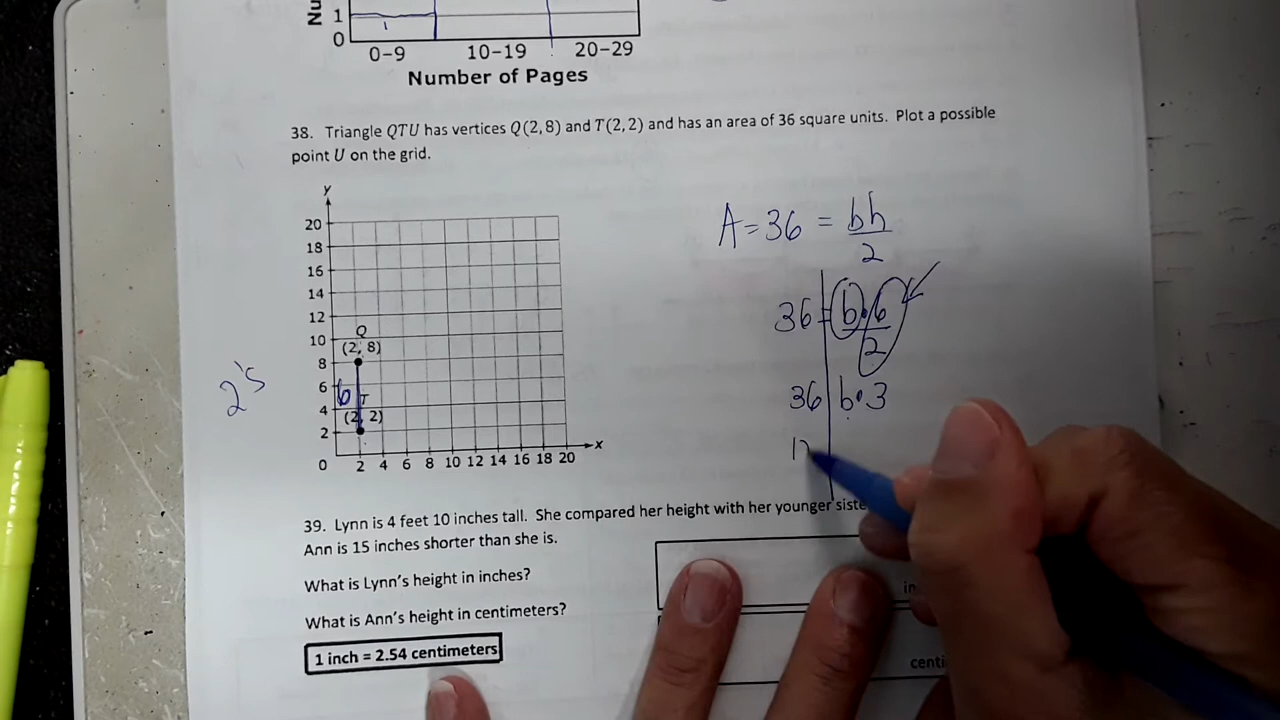 1
0
0-9 10-19 20-29
Number of Pages
38. Triangle QTU has vertices Q(2, 8) and T(2, 2) and has an area of 36 square units. Plot a possible
point U on the grid.
y
20
18
16
14
12
10
8
6
4
2
0 2 4 6 8 10 12 14 16 18 20
x
Q
(2, 8)
T
(2, 2)
6
2's
A = 36 = bh
2
36 = b · 6
2
36 b · 3
39. Lynn is 4 feet 10 inches tall. She compared her height with her younger
Ann is 15 inches shorter than she is.
What is Lynn's height in inches?
What is Ann's height in centimeters?
1 inch = 2.54 centimeters